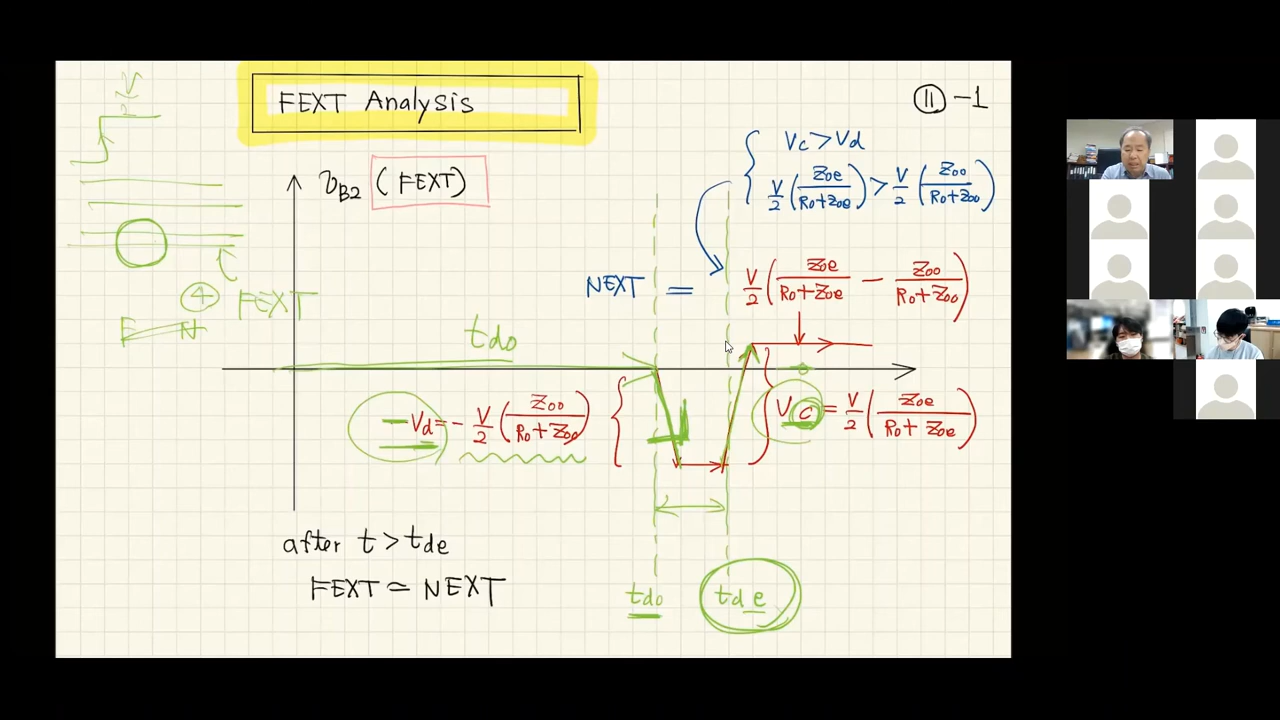 FEXT Analysis
11 -1
V/2
Vc > Vd
V/2 (Zoe/(Ro+Zoe)) > V/2 (Zoo/(Ro+Zoo))
VB2 (FEXT)
NEXT = V/2 (Zoe/(Ro+Zoe) - Zoo/(Ro+Zoo))
4 FEXT
F N
tdo
-Vd = - V/2 (Zoo/(Ro+Zoo))
Vc = V/2 (Zoe/(Ro+Zoe))
after t > tde
FEXT ≃ NEXT
tdo tde